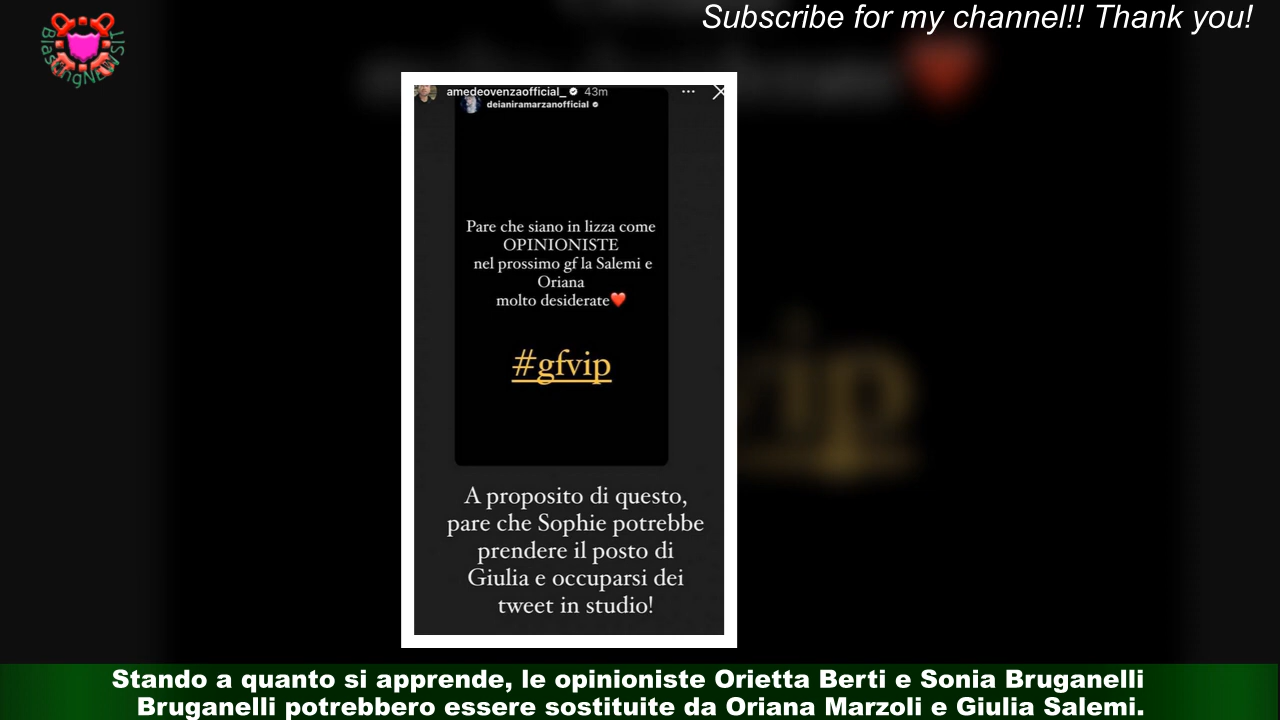 Subscribe for my channel!! Thank you!
BlastingNEWSIT
amedeovenzaofficial_ 43m
deianiramarzanofficial
Pare che siano in lizza come
OPINIONISTE
nel prossimo gf la Salemi e
Oriana
molto desiderate❤️
#gfvip
A proposito di questo,
pare che Sophie potrebbe
prendere il posto di
Giulia e occuparsi dei
tweet in studio!
Stando a quanto si apprende, le opinioniste Orietta Berti e Sonia Bruganelli
Bruganelli potrebbero essere sostituite da Oriana Marzoli e Giulia Salemi.